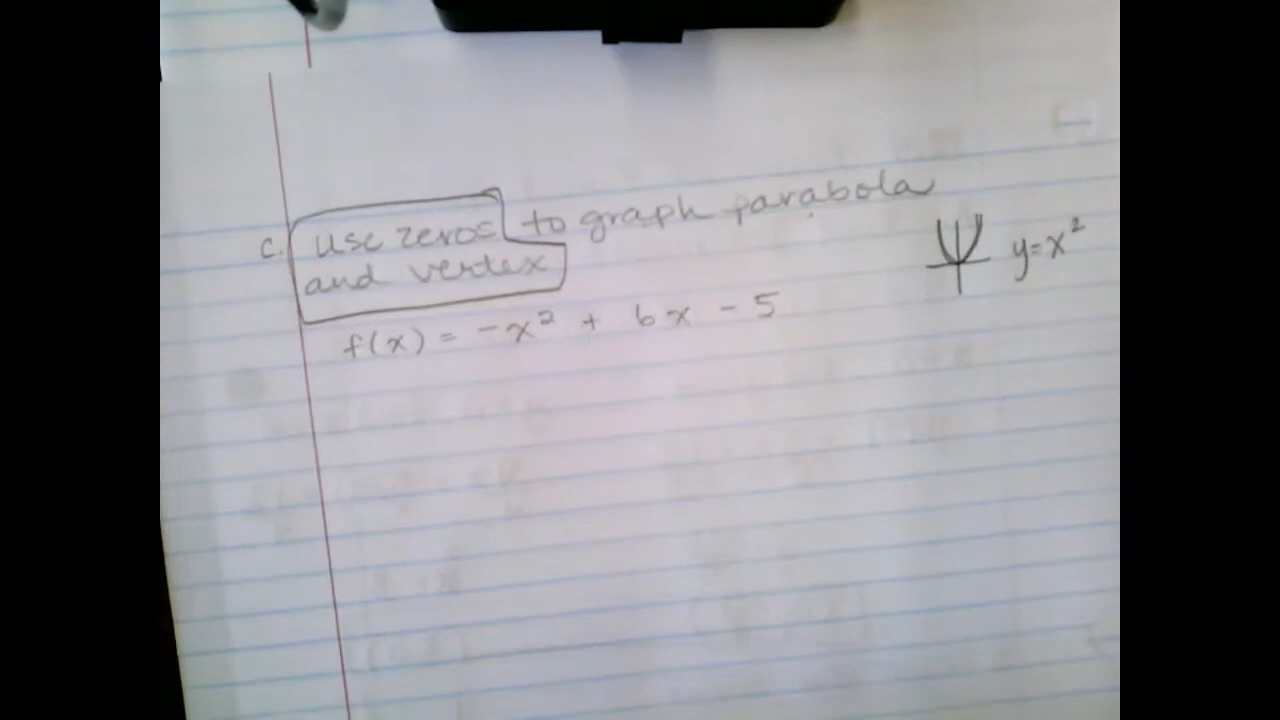 c. use zeros to graph parabola
and vertex
y=x²
f(x) = -x² + 6x - 5